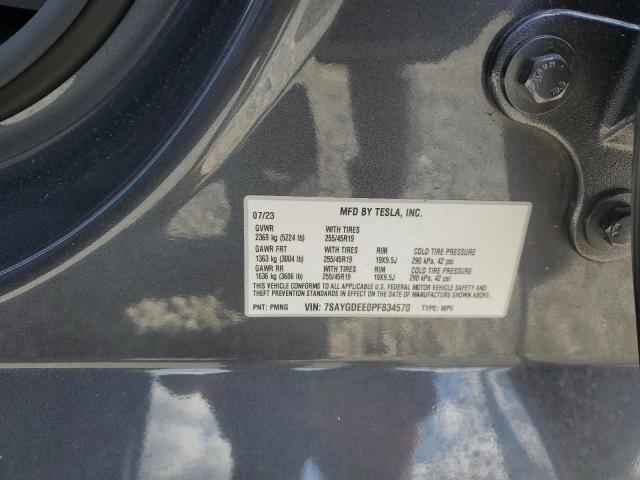 07/23 MFD BY TESLA, INC.
GVWR WITH TIRES
2369 kg (5224 lb) 255/45R19
GAWR FRT WITH TIRES RIM COLD TIRE PRESSURE
1363 kg (3004 lb) 255/45R19 19X9.5J 290 kPa, 42 psi
GAWR RR WITH TIRES RIM COLD TIRE PRESSURE
1636 kg (3606 lb) 255/45R19 19X9.5J 290 kPa, 42 psi
THIS VEHICLE CONFORMS TO ALL APPLICABLE U.S. FEDERAL MOTOR VEHICLE SAFETY AND
THEFT PREVENTION STANDARDS IN EFFECT ON THE DATE OF MANUFACTURE SHOWN ABOVE.
PNT: PMNG VIN: 7SAYGDEE0PF834570 TYPE: MPV